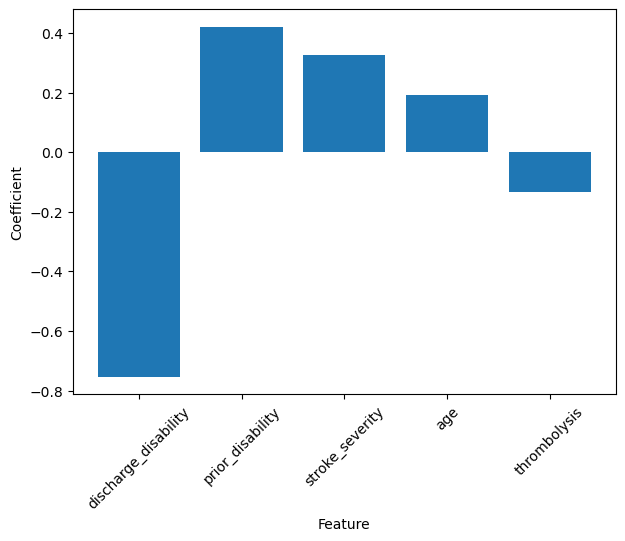 Coefficient
0.4
0.2
0.0
−0.2
−0.4
−0.6
−0.8
discharge_disability
prior_disability
stroke_severity
age
thrombolysis
Feature